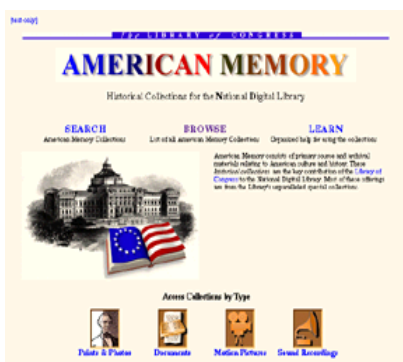 [text only]
The LIBRARY of CONGRESS
AMERICAN MEMORY
Historical Collections for the National Digital Library
SEARCH
American Memory Collections
BROWSE
List of all American Memory Collections
LEARN
Organized help for using the collections
American Memory consists of primary source and archival
materials relating to American culture and history. These
historical collections are the key contribution of the Library of
Congress to the National Digital Library. Most of these offerings
are from the Library's unparalleled special collections.
Access Collections by Type
Prints & Photos
Documents
Motion Pictures
Sound Recordings